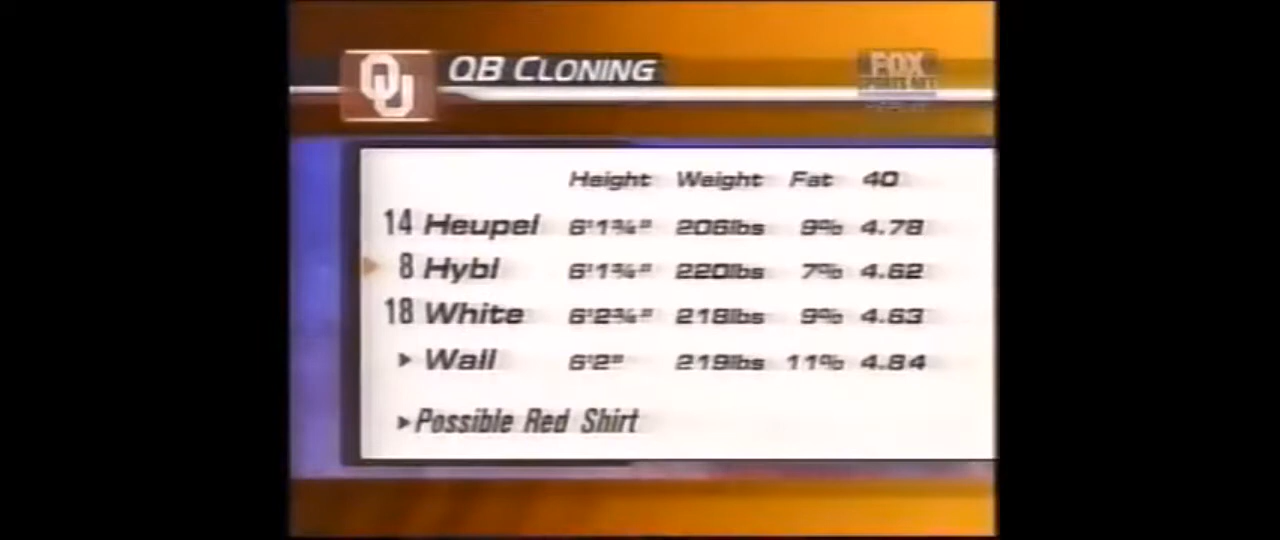 OU QB CLONING FOX SPORTS NET
Height Weight Fat 40
14 Heupel 6'1¾" 206lbs 9% 4.78
8 Hybl 6'1¾" 220lbs 7% 4.62
18 White 6'2¾" 218lbs 9% 4.63
▸ Wall 6'2" 219lbs 11% 4.84
▸Possible Red Shirt